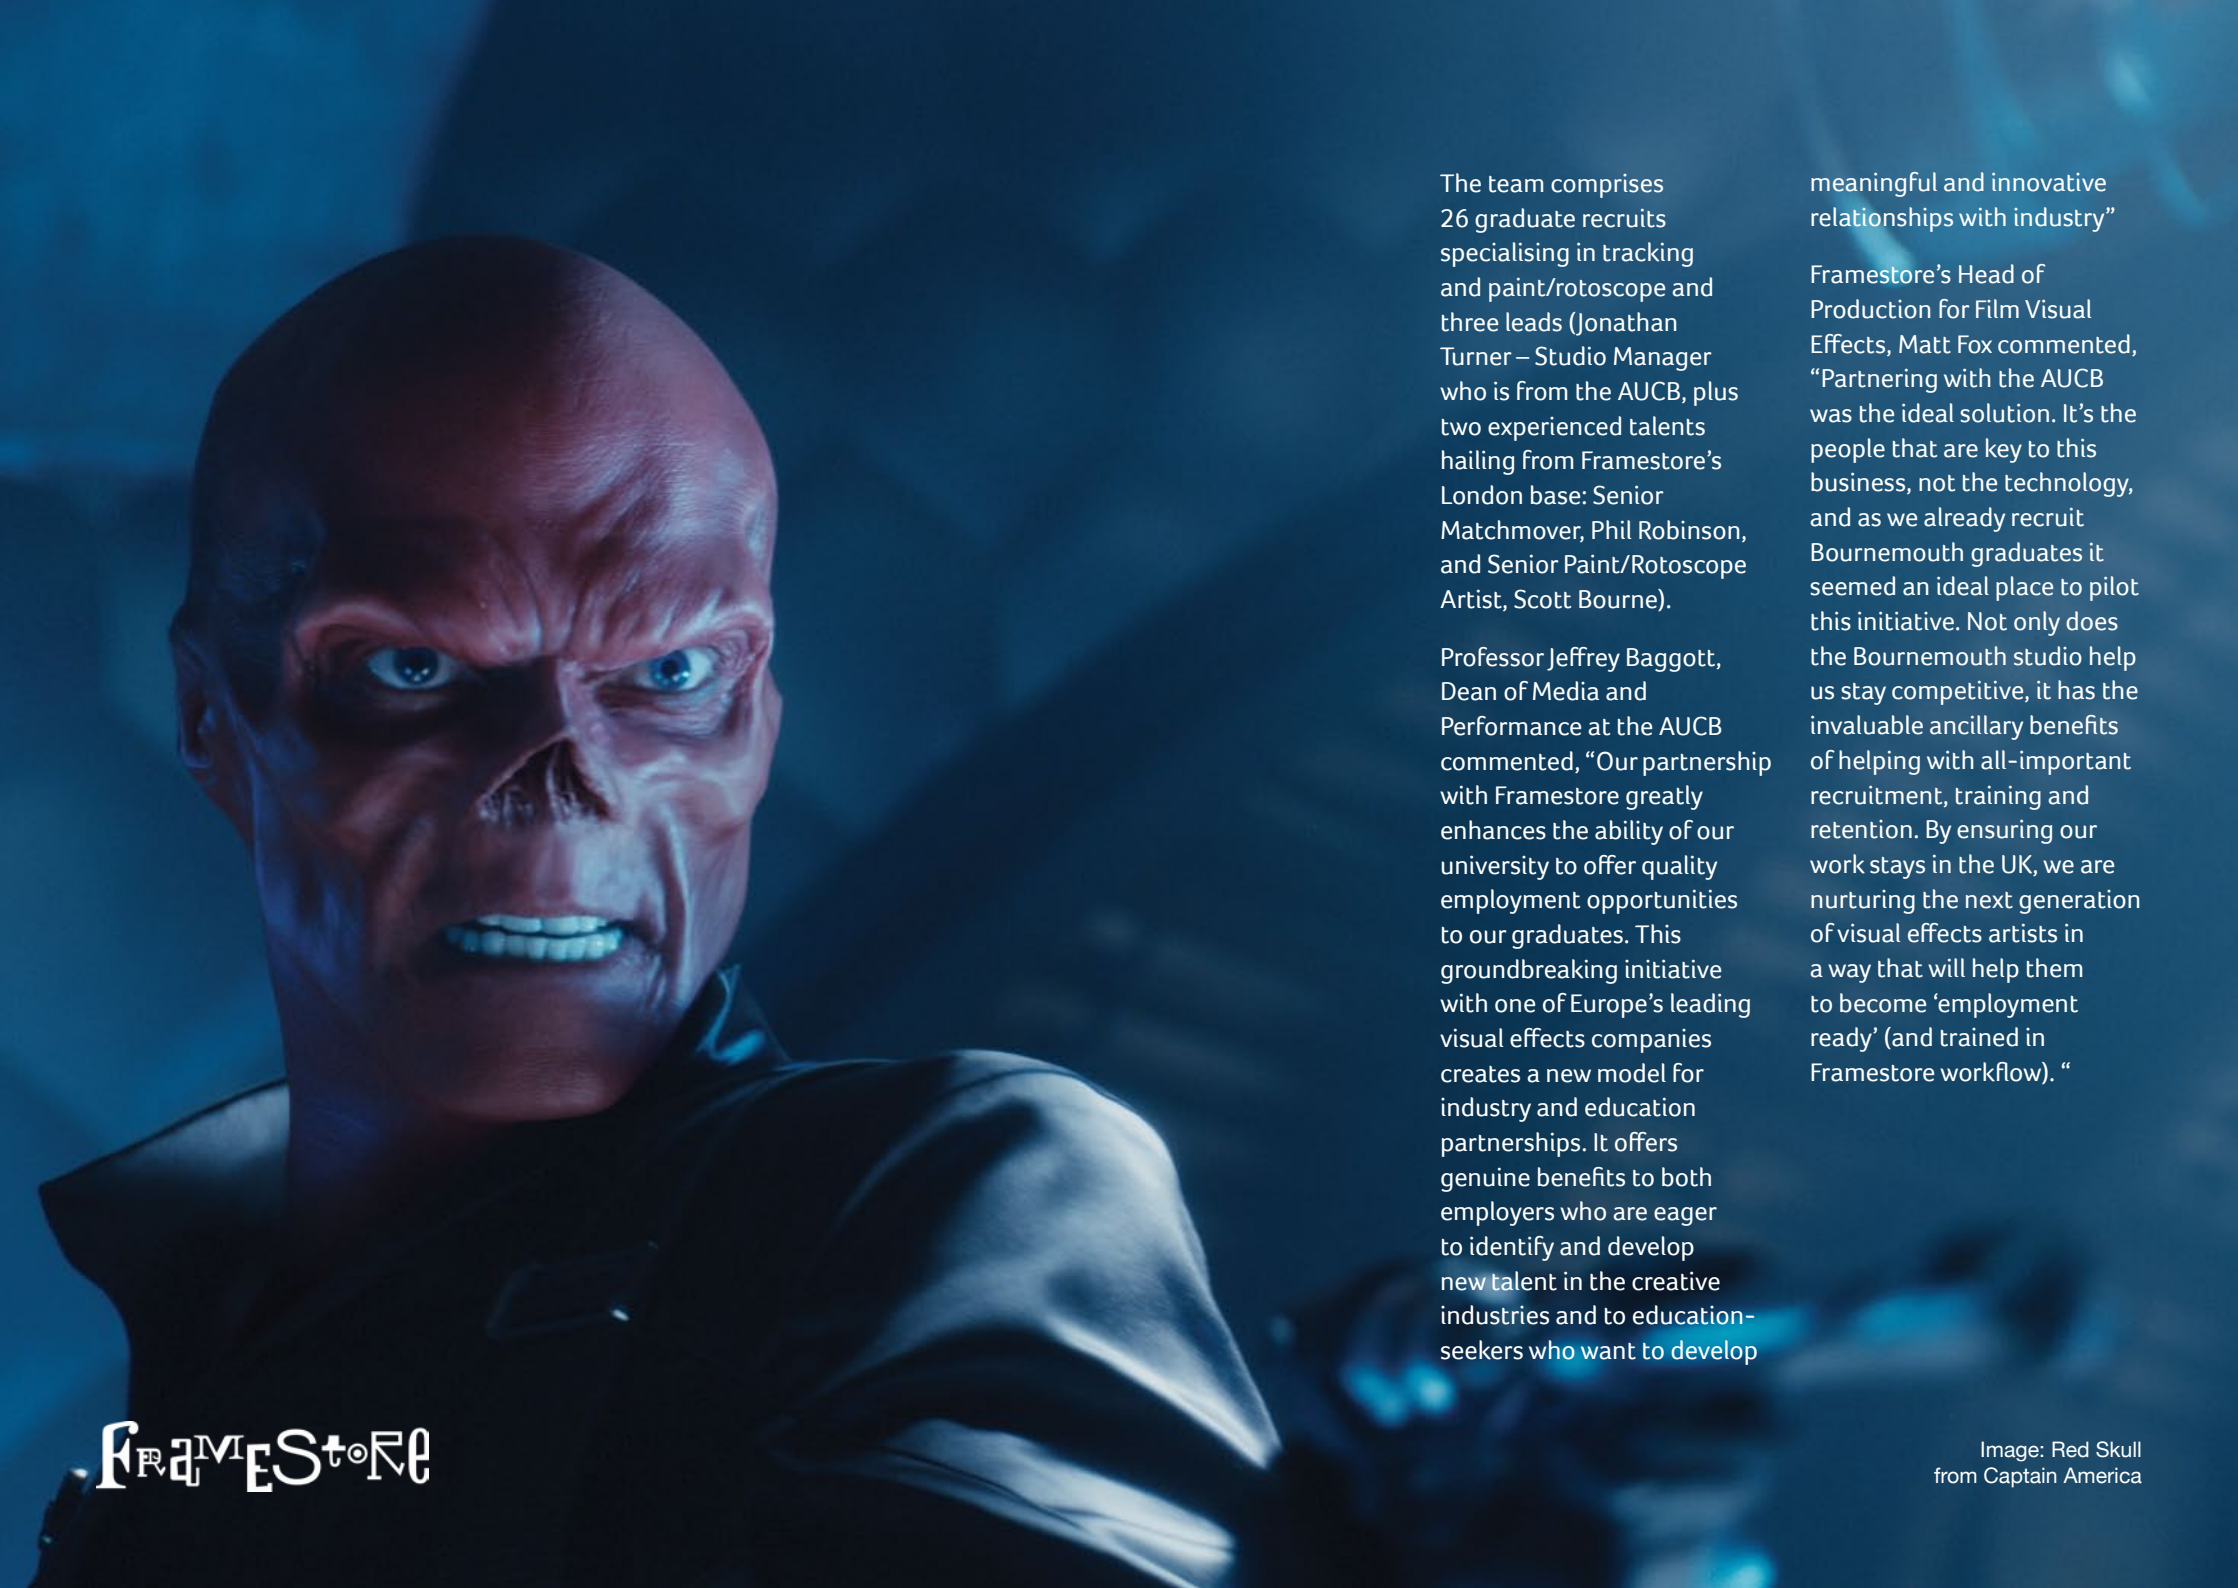 The team comprises
26 graduate recruits
specialising in tracking
and paint/rotoscope and
three leads (Jonathan
Turner – Studio Manager
who is from the AUCB, plus
two experienced talents
hailing from Framestore’s
London base: Senior
Matchmover, Phil Robinson,
and Senior Paint/Rotoscope
Artist, Scott Bourne).
Professor Jeffrey Baggott,
Dean of Media and
Performance at the AUCB
commented, “Our partnership
with Framestore greatly
enhances the ability of our
university to offer quality
employment opportunities
to our graduates. This
groundbreaking initiative
with one of Europe’s leading
visual effects companies
creates a new model for
industry and education
partnerships. It offers
genuine benefits to both
employers who are eager
to identify and develop
new talent in the creative
industries and to education-
seekers who want to develop
meaningful and innovative
relationships with industry”
Framestore’s Head of
Production for Film Visual
Effects, Matt Fox commented,
“Partnering with the AUCB
was the ideal solution. It’s the
people that are key to this
business, not the technology,
and as we already recruit
Bournemouth graduates it
seemed an ideal place to pilot
this initiative. Not only does
the Bournemouth studio help
us stay competitive, it has the
invaluable ancillary benefits
of helping with all-important
recruitment, training and
retention. By ensuring our
work stays in the UK, we are
nurturing the next generation
of visual effects artists in
a way that will help them
to become ‘employment
ready’ (and trained in
Framestore workflow). “
FRaMEStoRe
Image: Red Skull
from Captain America